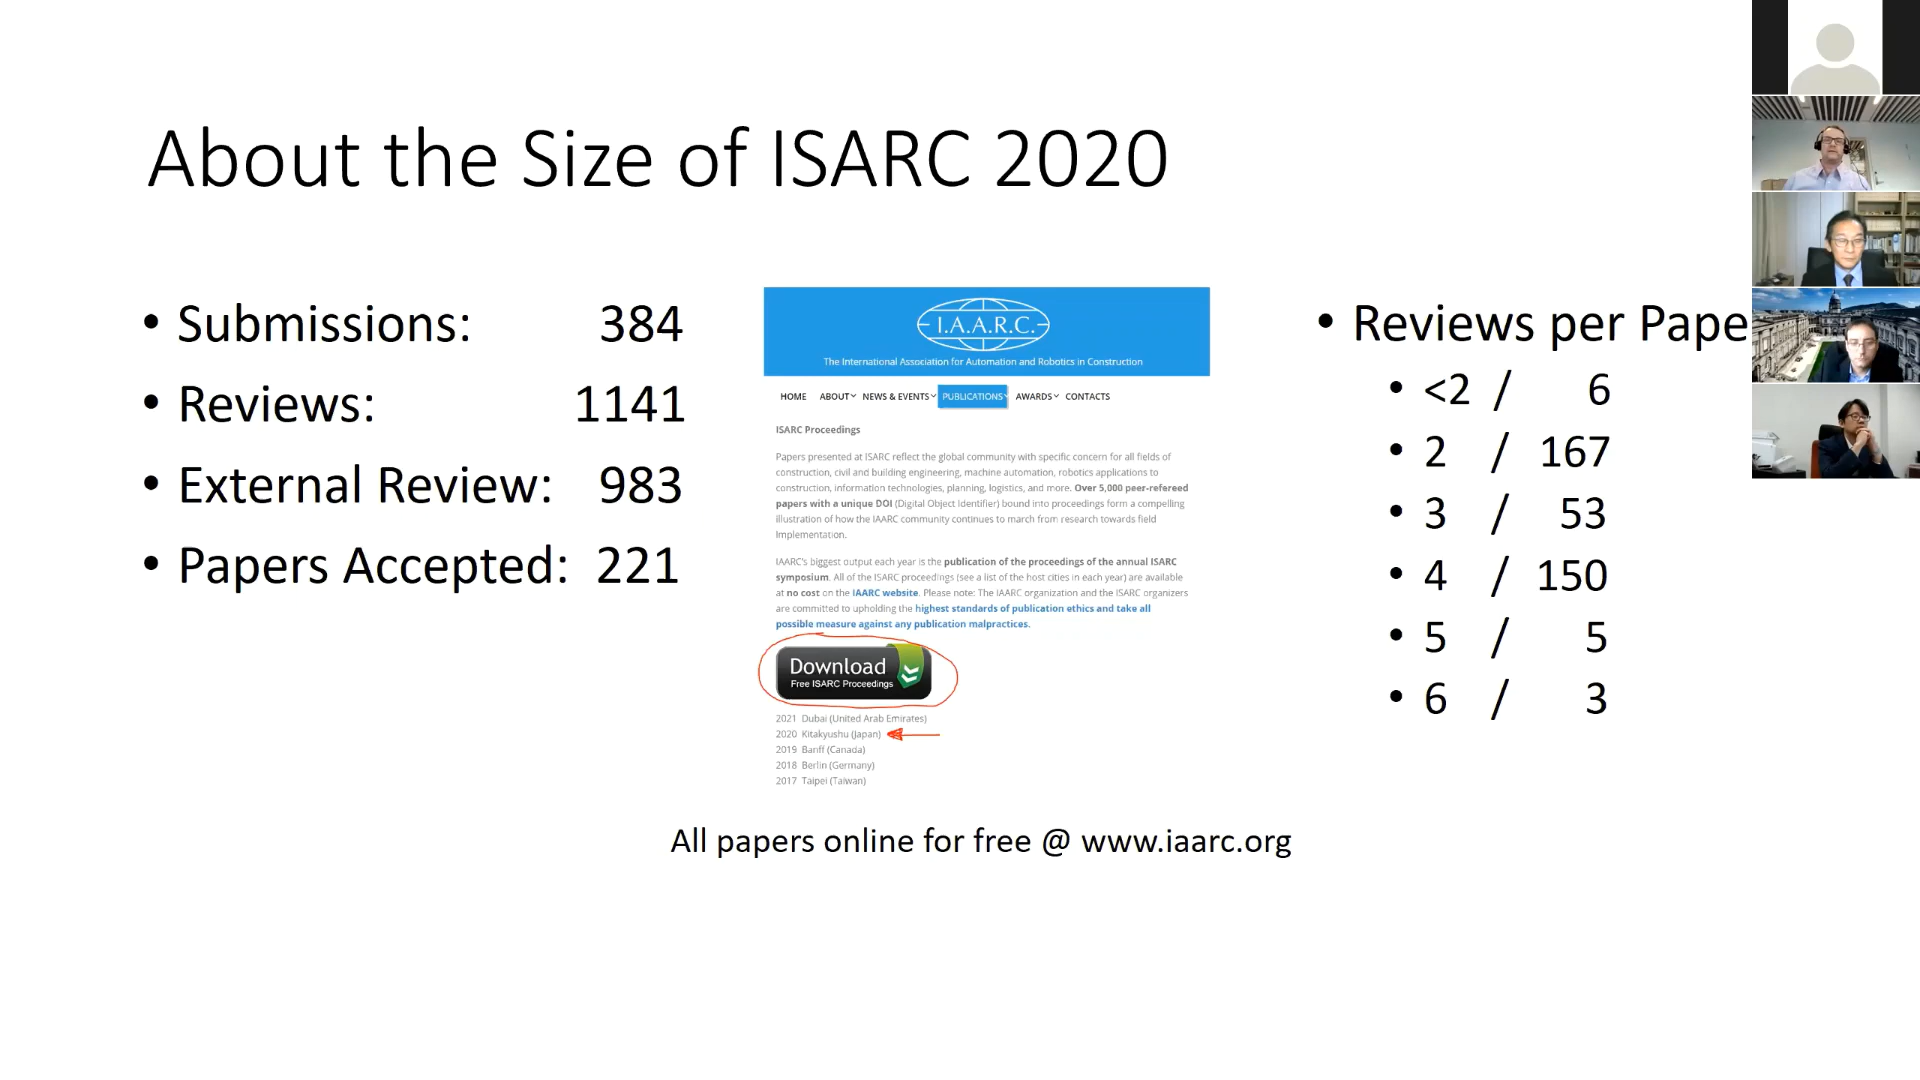 About the Size of ISARC 2020
• Submissions: 384
• Reviews: 1141
• External Review: 983
• Papers Accepted: 221
I.A.A.R.C.
The International Association for Automation and Robotics in Construction
HOME ABOUT NEWS & EVENTS PUBLICATIONS AWARDS CONTACTS
ISARC Proceedings
Papers presented at ISARC reflect the global community with specific concern for all fields of
construction, civil and building engineering, machine automation, robotics applications to
construction, information technologies, planning, logistics, and more. Over 5,000 peer-refereed
papers with a unique DOI (Digital Object Identifier) bound into proceedings form a compelling
illustration of how the IAARC community continues to march from research towards field
implementation.
IAARC's biggest output each year is the publication of the proceedings of the annual ISARC
symposium. All of the ISARC proceedings (see a list of the host cities in each year) are available
at no cost on the IAARC website. Please note: The IAARC organization and the ISARC organizers
are committed to upholding the highest standards of publication ethics and take all
possible measure against any publication malpractices.
Download
Free ISARC Proceedings
2021 Dubai (United Arab Emirates)
2020 Kitakyushu (Japan)
2019 Banff (Canada)
2018 Berlin (Germany)
2017 Taipei (Taiwan)
All papers online for free @ www.iaarc.org
• Reviews per Pape
• <2 / 6
• 2 / 167
• 3 / 53
• 4 / 150
• 5 / 5
• 6 / 3